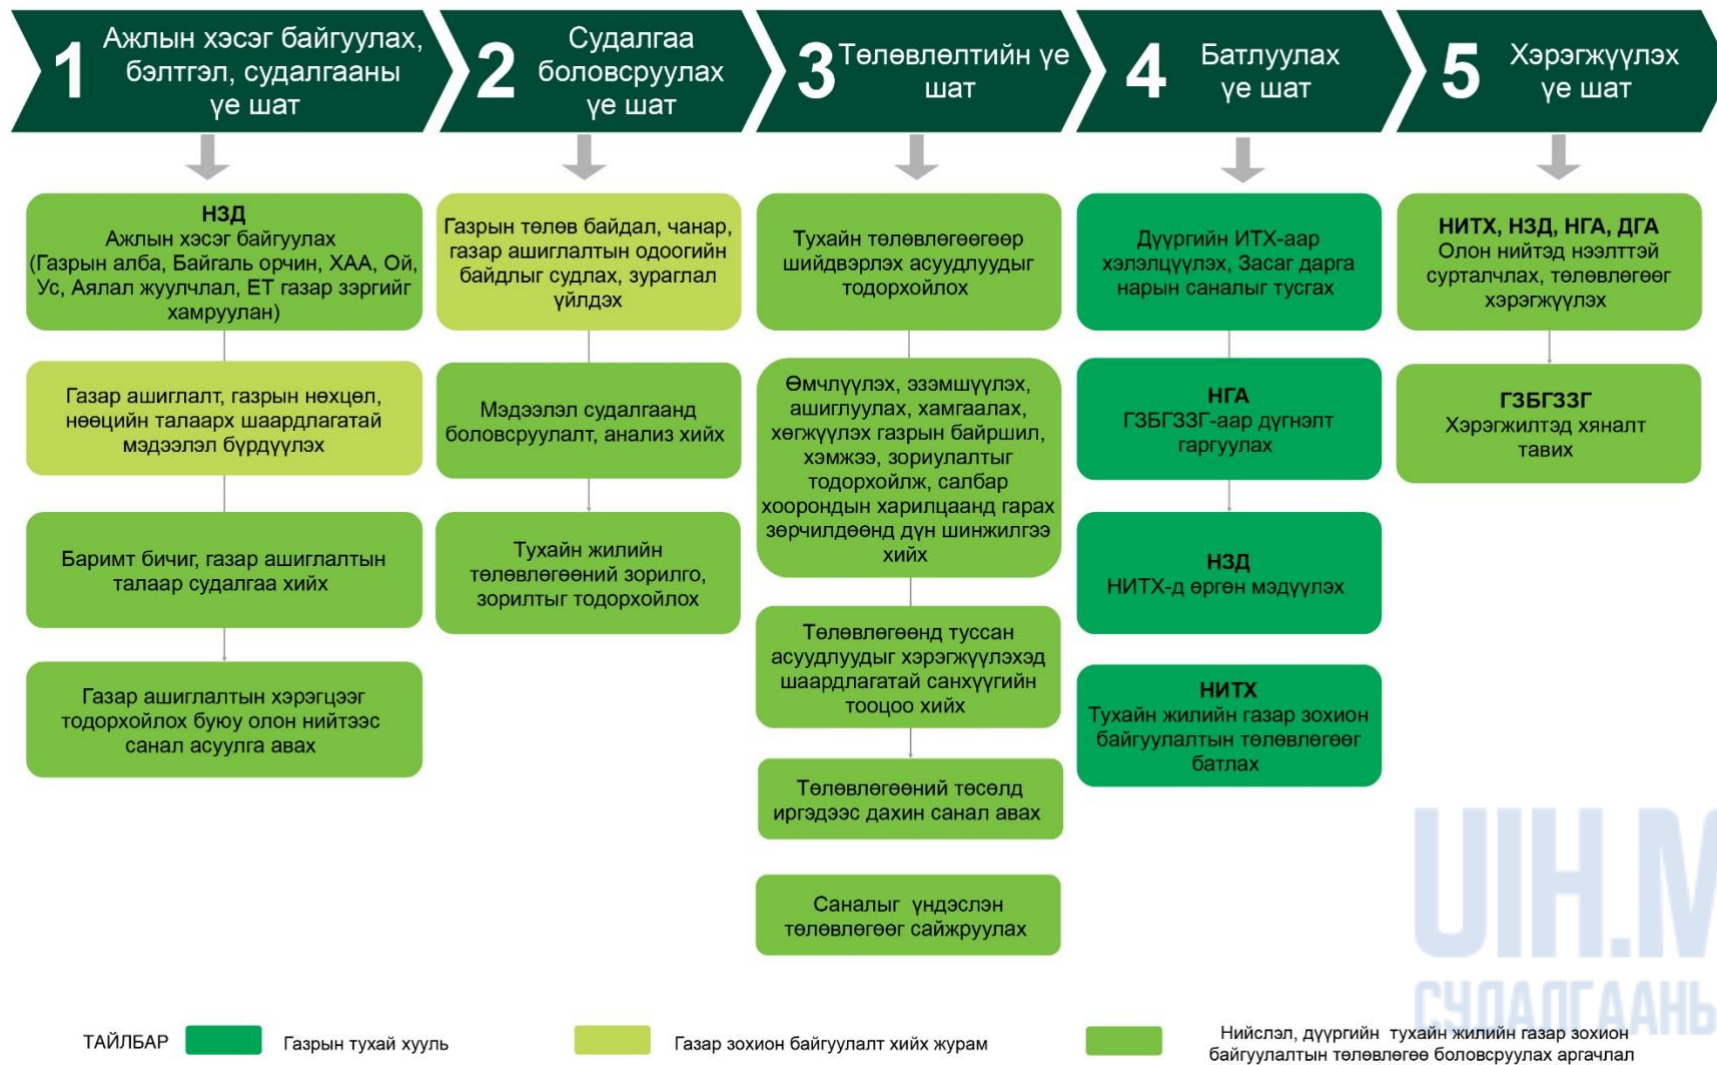 1
Ажлын хэсэг байгуулах,
бэлтгэл, судалгааны
үе шат
2
Судалгаа
боловсруулах
үе шат
3
Төлөвлөлтийн үе
шат
4
Батлуулах
үе шат
5
Хэрэгжүүлэх
үе шат
НЗД
Ажлын хэсэг байгуулах
(Газрын алба, Байгаль орчин, ХАА, Ой,
Ус, Аялал жуулчлал, ЕТ газар зэргийг
хамруулан)
Газар ашиглалт, газрын нөхцөл,
нөөцийн талаарх шаардлагатай
мэдээлэл бүрдүүлэх
Баримт бичиг, газар ашиглалтын
талаар судалгаа хийх
Газар ашиглалтын хэрэгцээг
тодорхойлох буюу олон нийтээс
санал асуулга авах
Газрын төлөв байдал, чанар,
газар ашиглалтын одоогийн
байдлыг судлах, зураглал
үйлдэх
Мэдээлэл судалгаанд
боловсруулалт, анализ хийх
Тухайн жилийн
төлөвлөгөөний зорилго,
зорилтыг тодорхойлох
Тухайн төлөвлөгөөгөөр
шийдвэрлэх асуудлуудыг
тодорхойлох
Өмчлүүлэх, эзэмшүүлэх,
ашиглуулах, хамгаалах,
хөгжүүлэх газрын байршил,
хэмжээ, зориулалтыг
тодорхойлж, салбар
хоорондын харилцаанд гарах
зөрчилдөөнд дүн шинжилгээ
хийх
Төлөвлөгөөнд туссан
асуудлуудыг хэрэгжүүлэхэд
шаардлагатай санхүүгийн
тооцоо хийх
Төлөвлөгөөний төсөлд
иргэдээс дахин санал авах
Саналыг үндэслэн
төлөвлөгөөг сайжруулах
Дүүргийн ИТХ-аар
хэлэлцүүлэх, Засаг дарга
нарын саналыг тусгах
НГА
ГЗБГЗЗГ-аар дүгнэлт
гаргуулах
НЗД
НИТХ-д өргөн мэдүүлэх
НИТХ
Тухайн жилийн газар зохион
байгуулалтын төлөвлөгөөг
батлах
НИТХ, НЗД, НГА, ДГА
Олон нийтэд нээлттэй
сурталчлах, төлөвлөгөөг
хэрэгжүүлэх
ГЗБГЗЗГ
Хэрэгжилтэд хяналт
тавих
UIH.M
СУДАЛГААНЫ
ТАЙЛБАР
Газрын тухай хууль
Газар зохион байгуулалт хийх журам
Нийслэл, дүүргийн тухайн жилийн газар зохион
байгуулалтын төлөвлөгөө боловсруулах аргачлал